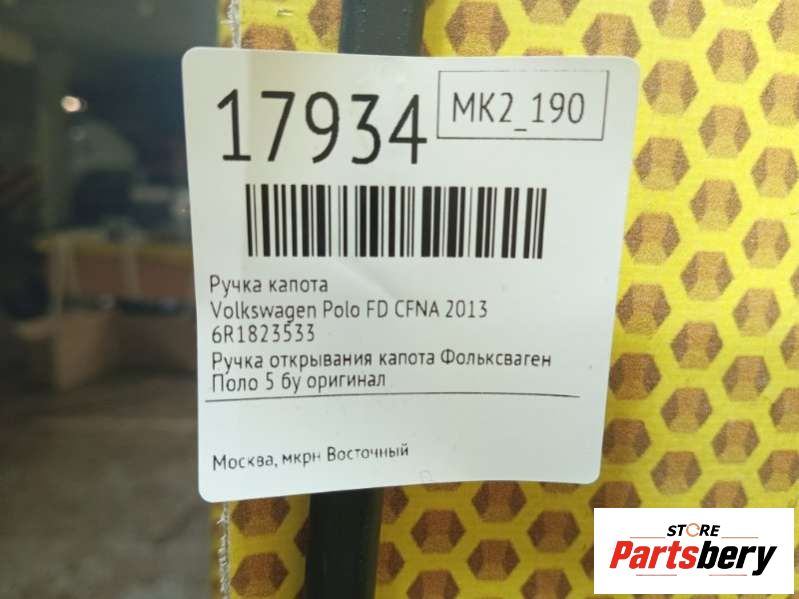 17934
MK2_190
Ручка капота
Volkswagen Polo FD CFNA 2013
6R1823533
Ручка открывания капота Фольксваген
Поло 5 бу оригинал
Москва, мкрн Восточный
STORE
Partsbery